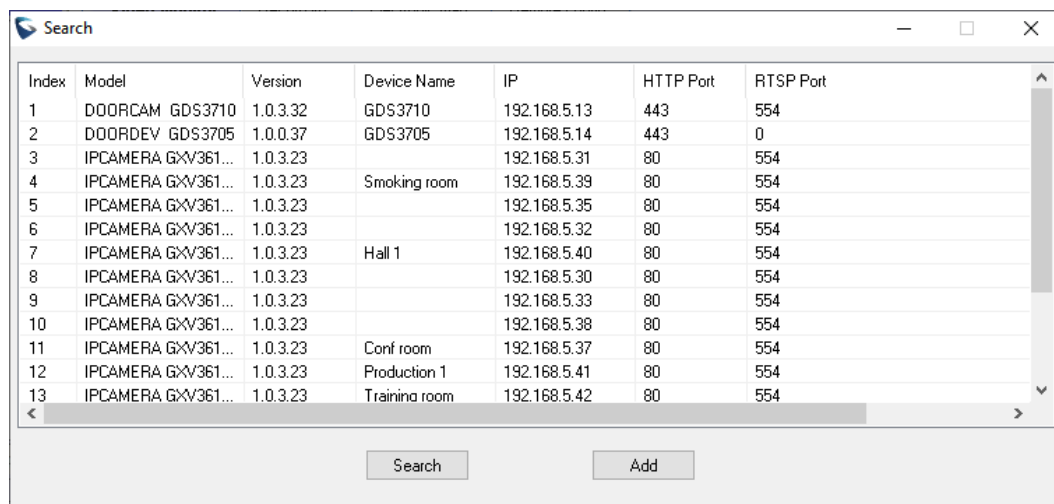 Search
Index Model Version Device Name IP HTTP Port RTSP Port
1 DOORCAM GDS3710 1.0.3.32 GDS3710 192.168.5.13 443 554
2 DOORDEV GDS3705 1.0.0.37 GDS3705 192.168.5.14 443 0
3 IPCAMERA GXV361... 1.0.3.23 192.168.5.31 80 554
4 IPCAMERA GXV361... 1.0.3.23 Smoking room 192.168.5.39 80 554
5 IPCAMERA GXV361... 1.0.3.23 192.168.5.35 80 554
6 IPCAMERA GXV361... 1.0.3.23 192.168.5.32 80 554
7 IPCAMERA GXV361... 1.0.3.23 Hall 1 192.168.5.40 80 554
8 IPCAMERA GXV361... 1.0.3.23 192.168.5.30 80 554
9 IPCAMERA GXV361... 1.0.3.23 192.168.5.33 80 554
10 IPCAMERA GXV361... 1.0.3.23 192.168.5.38 80 554
11 IPCAMERA GXV361... 1.0.3.23 Conf room 192.168.5.37 80 554
12 IPCAMERA GXV361... 1.0.3.23 Production 1 192.168.5.41 80 554
13 IPCAMERA GXV361... 1.0.3.23 Training room 192.168.5.42 80 554
Search Add